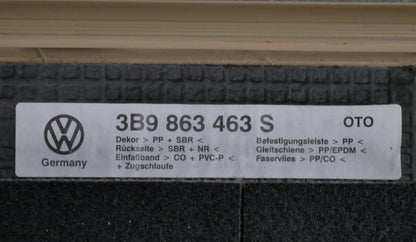 3B9 863 463 S OTO
Dekor > PP + SBR < Befestigungsleiste > PP <
Rückseite > SBR + NR < Gleitschiene > PP/EPDM <
Germany Einfaßband > CO + PVC-P < Faservlies > PP/CO <
+ Zugschlaufe